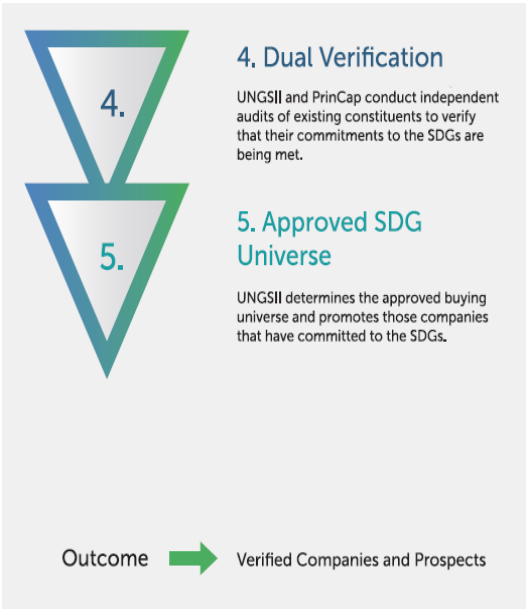 4.
4. Dual Verification
UNGSII and PrinCap conduct independent
audits of existing constituents to verify
that their commitments to the SDGs are
being met.
5.
5. Approved SDG
Universe
UNGSII determines the approved buying
universe and promotes those companies
that have committed to the SDGs.
Outcome
Verified Companies and Prospects